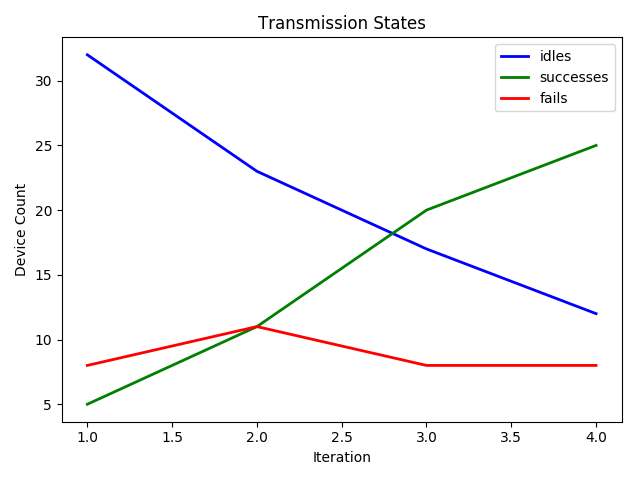 Transmission States
idles
successes
fails
Device Count
30
25
20
15
10
5
1.0 1.5 2.0 2.5 3.0 3.5 4.0
Iteration